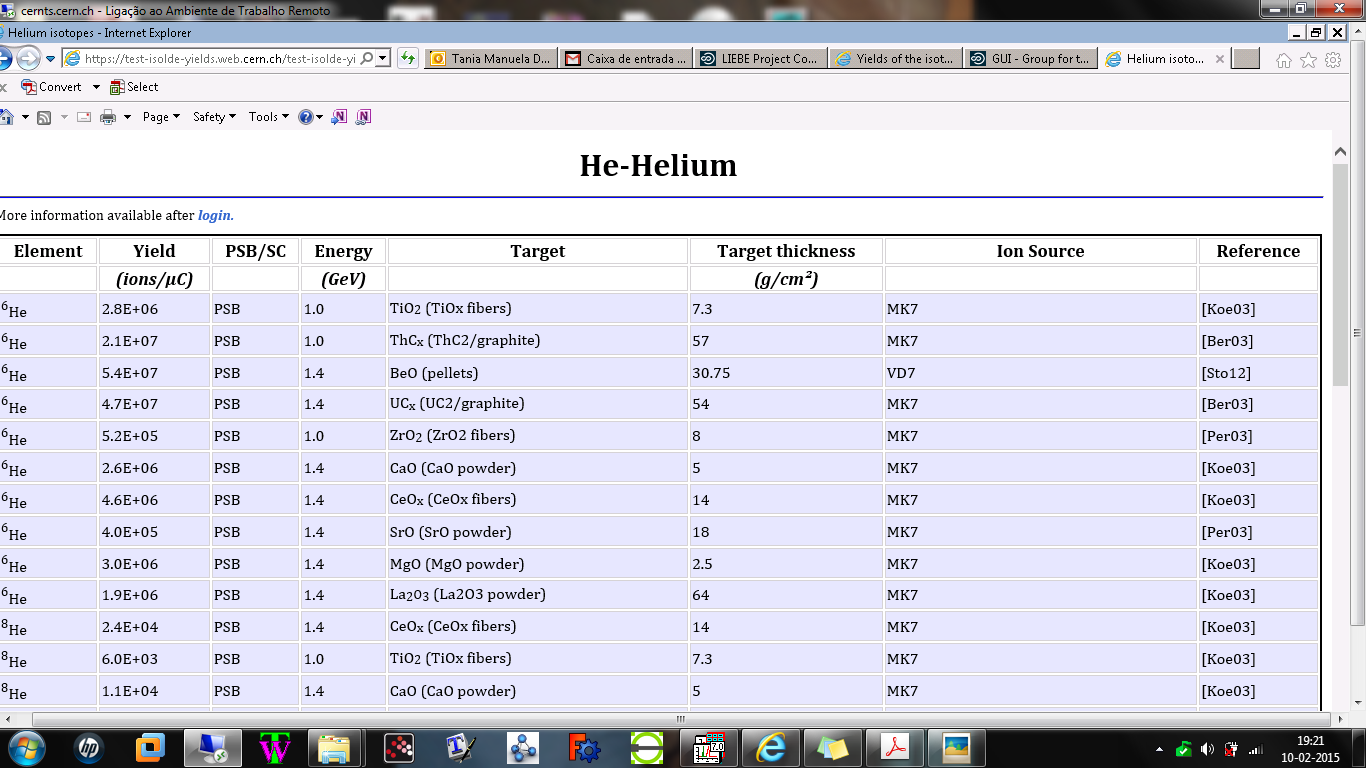 cernts.cern.ch - Ligação ao Ambiente de Trabalho Remoto
Helium isotopes - Internet Explorer
https://test-isolde-yields.web.cern.ch/test-isolde-yi
Tania Manuela D...
Caixa de entrada ...
LIEBE Project Co...
Yields of the isot...
GUI - Group for t...
Helium isoto...
Convert Select
Page Safety Tools
He-Helium
More information available after login.
Element Yield PSB/SC Energy Target Target thickness Ion Source Reference
(ions/µC) (GeV) (g/cm²)
⁶He 2.8E+06 PSB 1.0 TiO₂ (TiOx fibers) 7.3 MK7 [Koe03]
⁶He 2.1E+07 PSB 1.0 ThCₓ (ThC2/graphite) 57 MK7 [Ber03]
⁶He 5.4E+07 PSB 1.4 BeO (pellets) 30.75 VD7 [Sto12]
⁶He 4.7E+07 PSB 1.4 UCₓ (UC2/graphite) 54 MK7 [Ber03]
⁶He 5.2E+05 PSB 1.0 ZrO₂ (ZrO2 fibers) 8 MK7 [Per03]
⁶He 2.6E+06 PSB 1.4 CaO (CaO powder) 5 MK7 [Koe03]
⁶He 4.6E+06 PSB 1.4 CeOₓ (CeOx fibers) 14 MK7 [Koe03]
⁶He 4.0E+05 PSB 1.4 SrO (SrO powder) 18 MK7 [Per03]
⁶He 3.0E+06 PSB 1.4 MgO (MgO powder) 2.5 MK7 [Koe03]
⁶He 1.9E+06 PSB 1.4 La₂0₃ (La2O3 powder) 64 MK7 [Koe03]
⁸He 2.4E+04 PSB 1.4 CeOₓ (CeOx fibers) 14 MK7 [Koe03]
⁸He 6.0E+03 PSB 1.0 TiO₂ (TiOx fibers) 7.3 MK7 [Koe03]
⁸He 1.1E+04 PSB 1.4 CaO (CaO powder) 5 MK7 [Koe03]
hp
19:21
10-02-2015